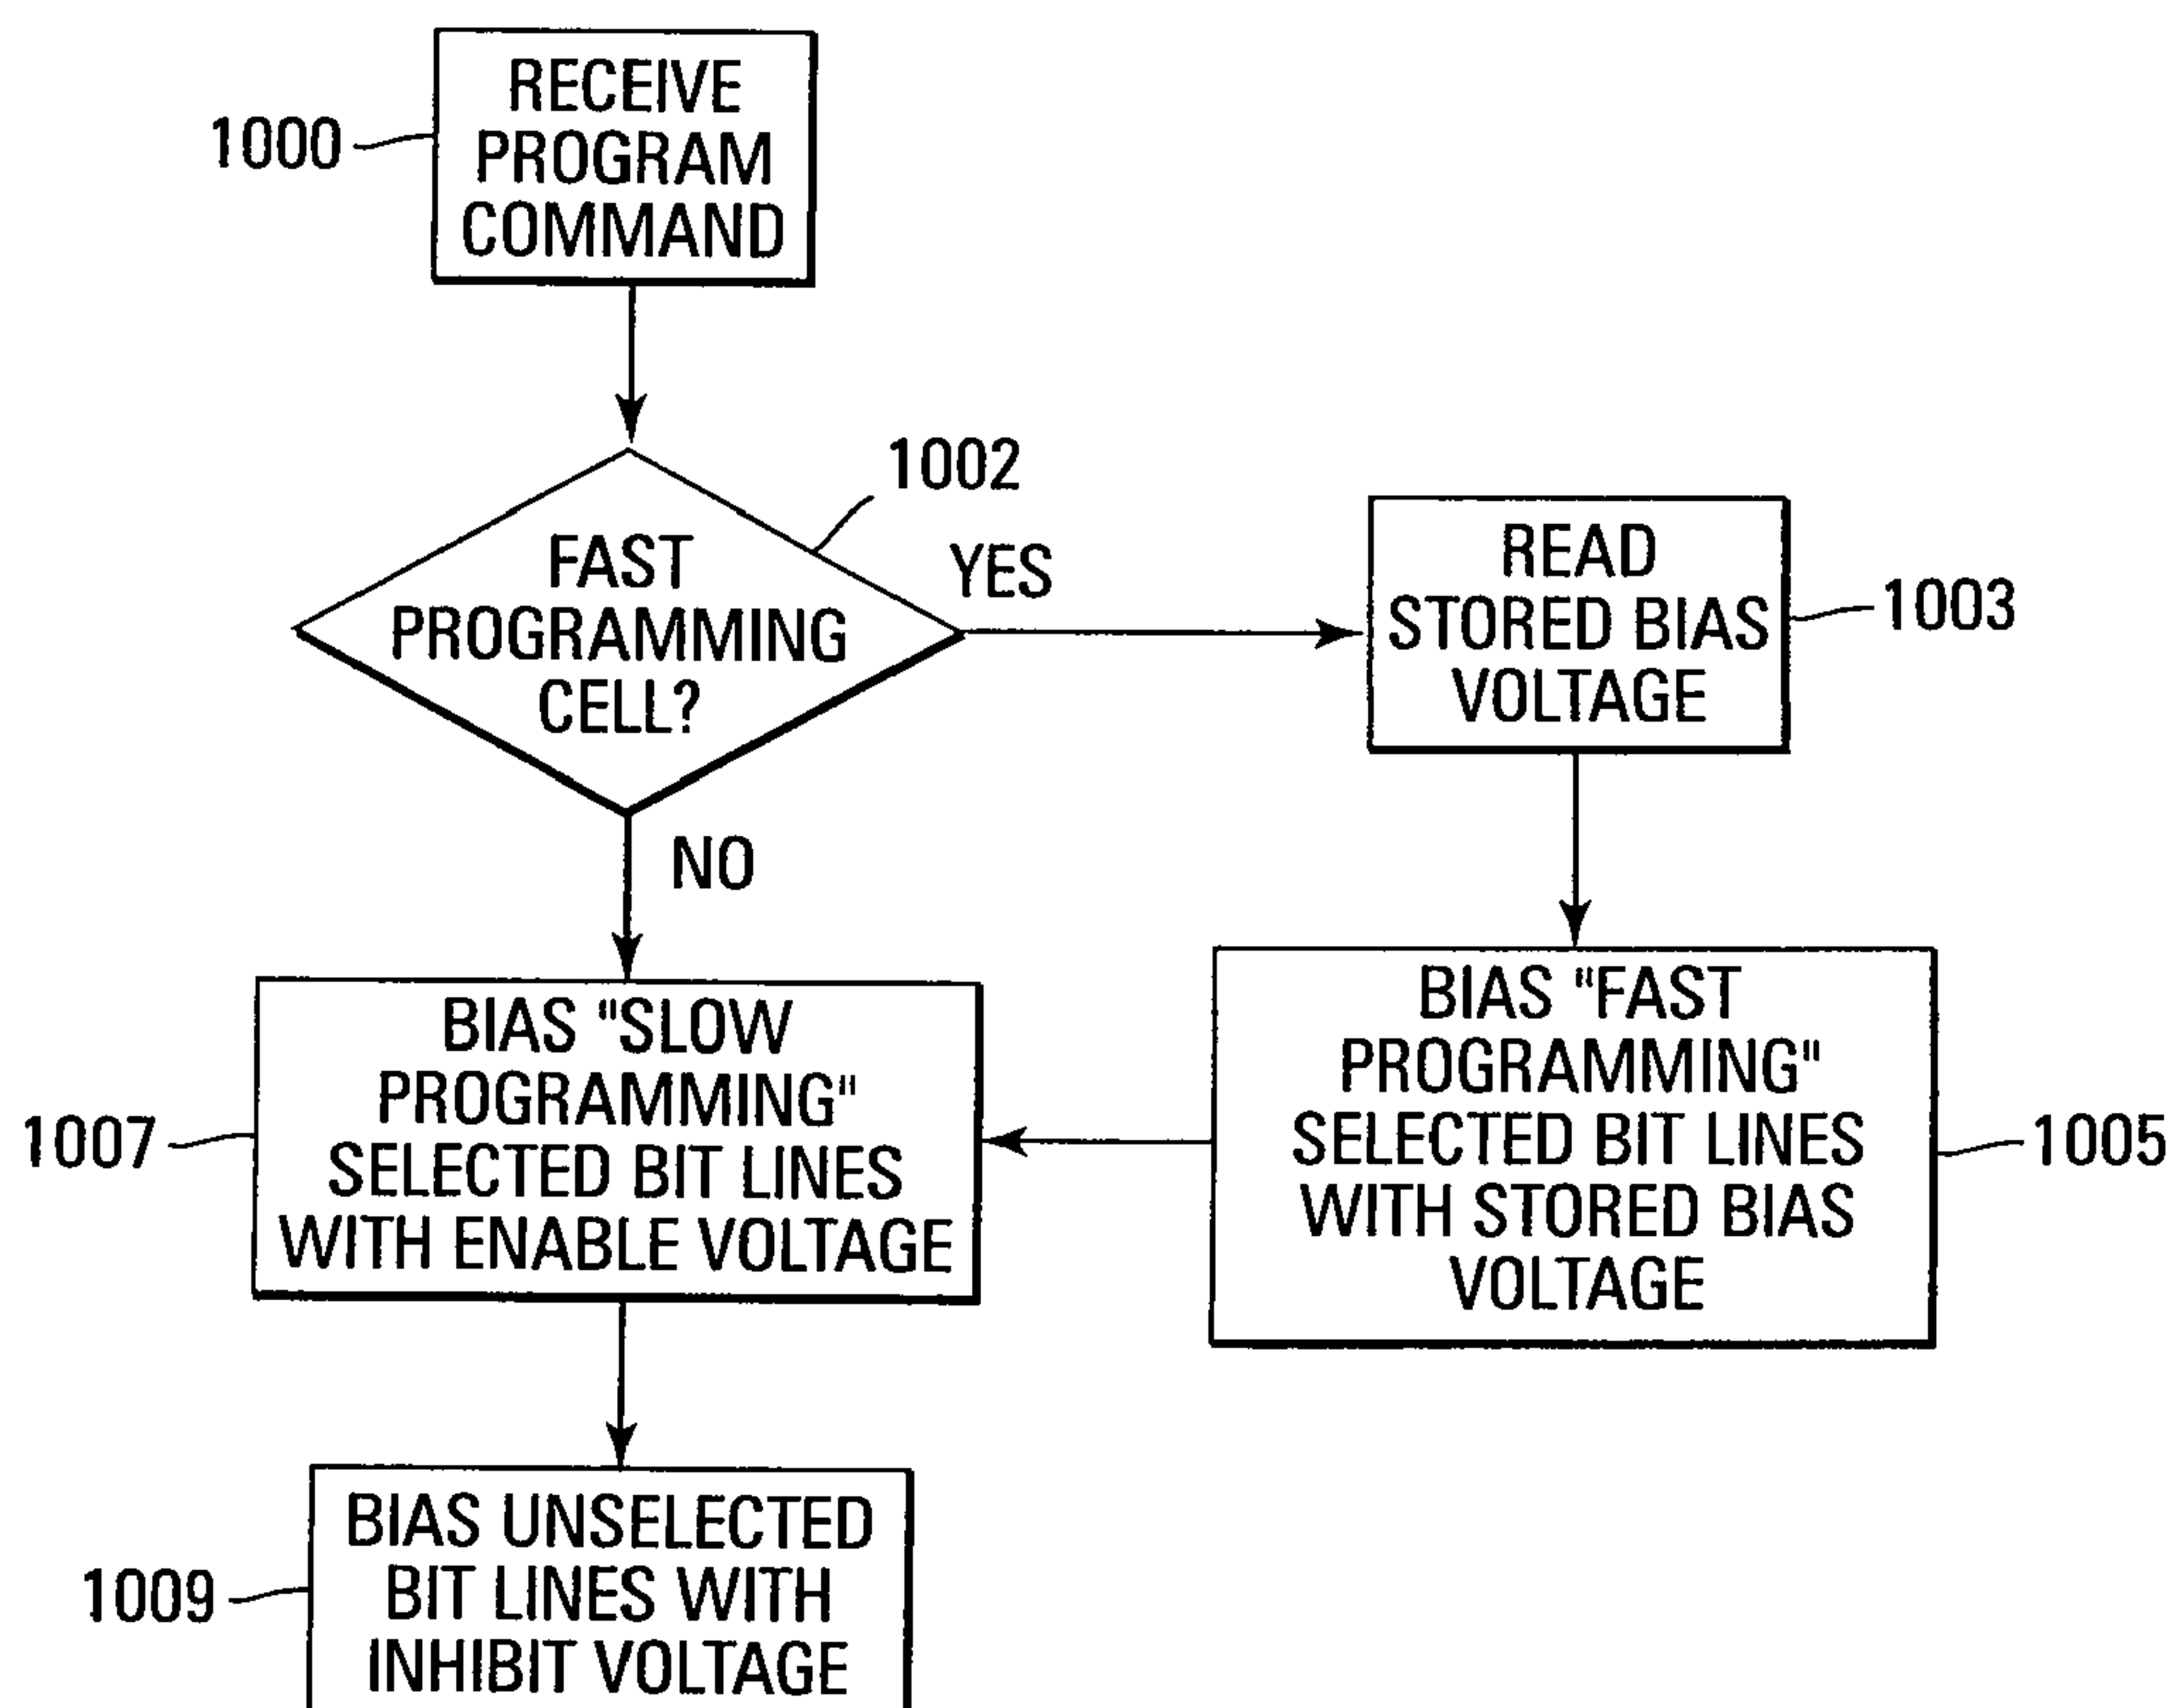 RECEIVE
PROGRAM
COMMAND
1000
1002
FAST
PROGRAMMING
CELL?
YES
NO
READ
STORED BIAS
VOLTAGE
1003
BIAS "SLOW
PROGRAMMING"
SELECTED BIT LINES
WITH ENABLE VOLTAGE
1007
BIAS "FAST
PROGRAMMING"
SELECTED BIT LINES
WITH STORED BIAS
VOLTAGE
1005
BIAS UNSELECTED
BIT LINES WITH
INHIBIT VOLTAGE
1009